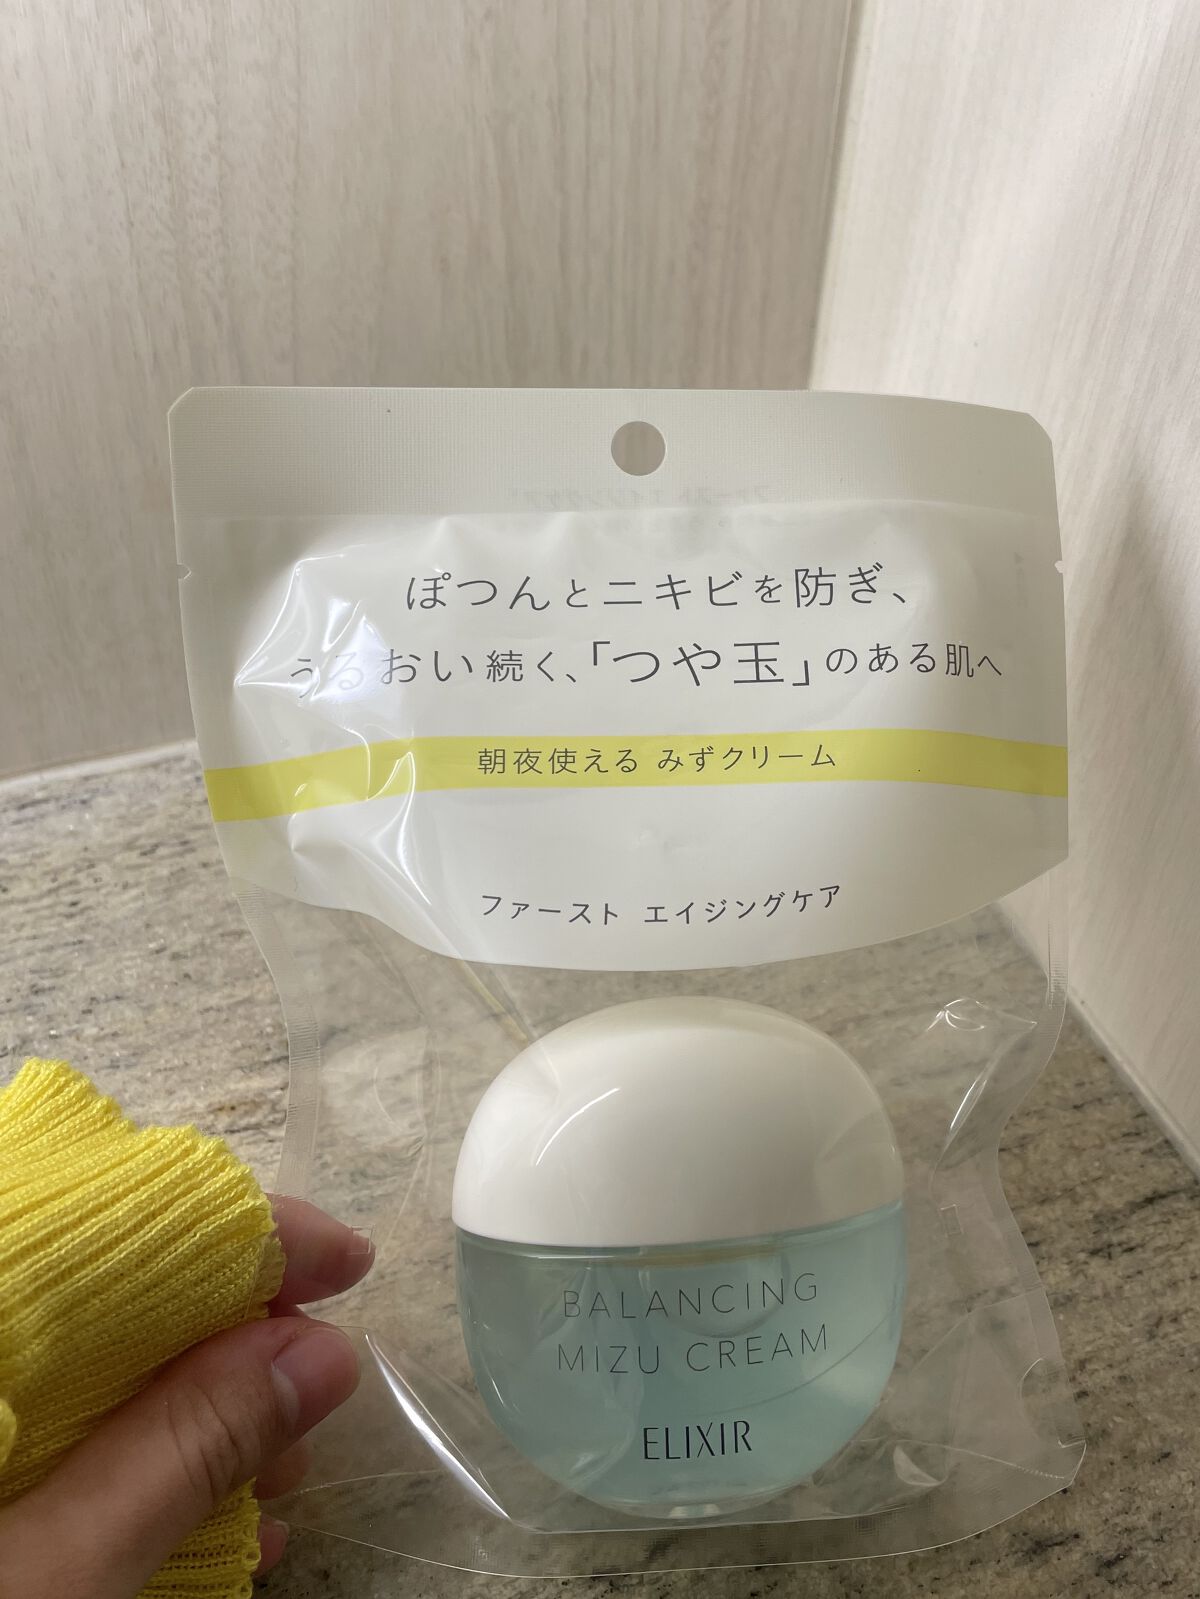 ぽつんとニキビを防ぎ、
うるおい続く、「つや玉」のある肌へ
朝夜使える みずクリーム
ファースト エイジングケア
BALANCING
MIZU CREAM
ELIXIR